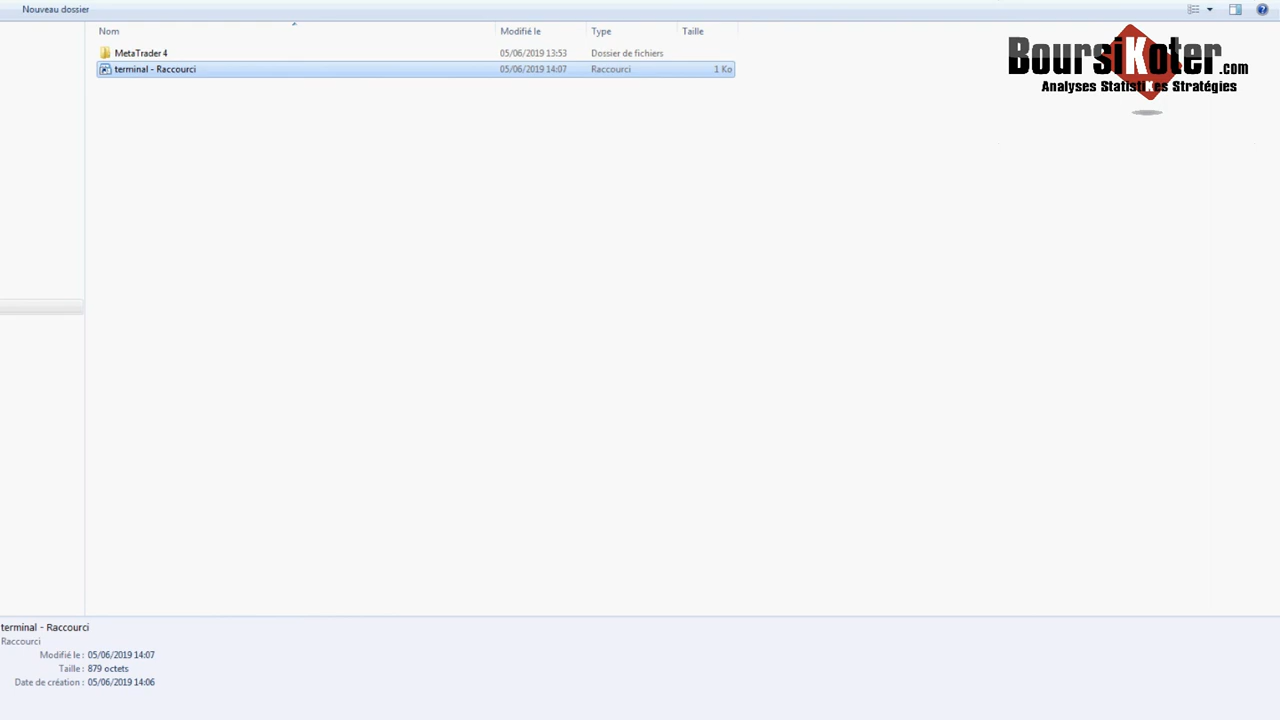 Nouveau dossier
Nom Modifié le Type Taille
MetaTrader 4 05/06/2019 13:53 Dossier de fichiers
terminal - Raccourci 05/06/2019 14:07 Raccourci 1 Ko
BoursiKoter.com
Analyses StatistiKes Stratégies
terminal - Raccourci
Raccourci
Modifié le : 05/06/2019 14:07
Taille : 879 octets
Date de création : 05/06/2019 14:06